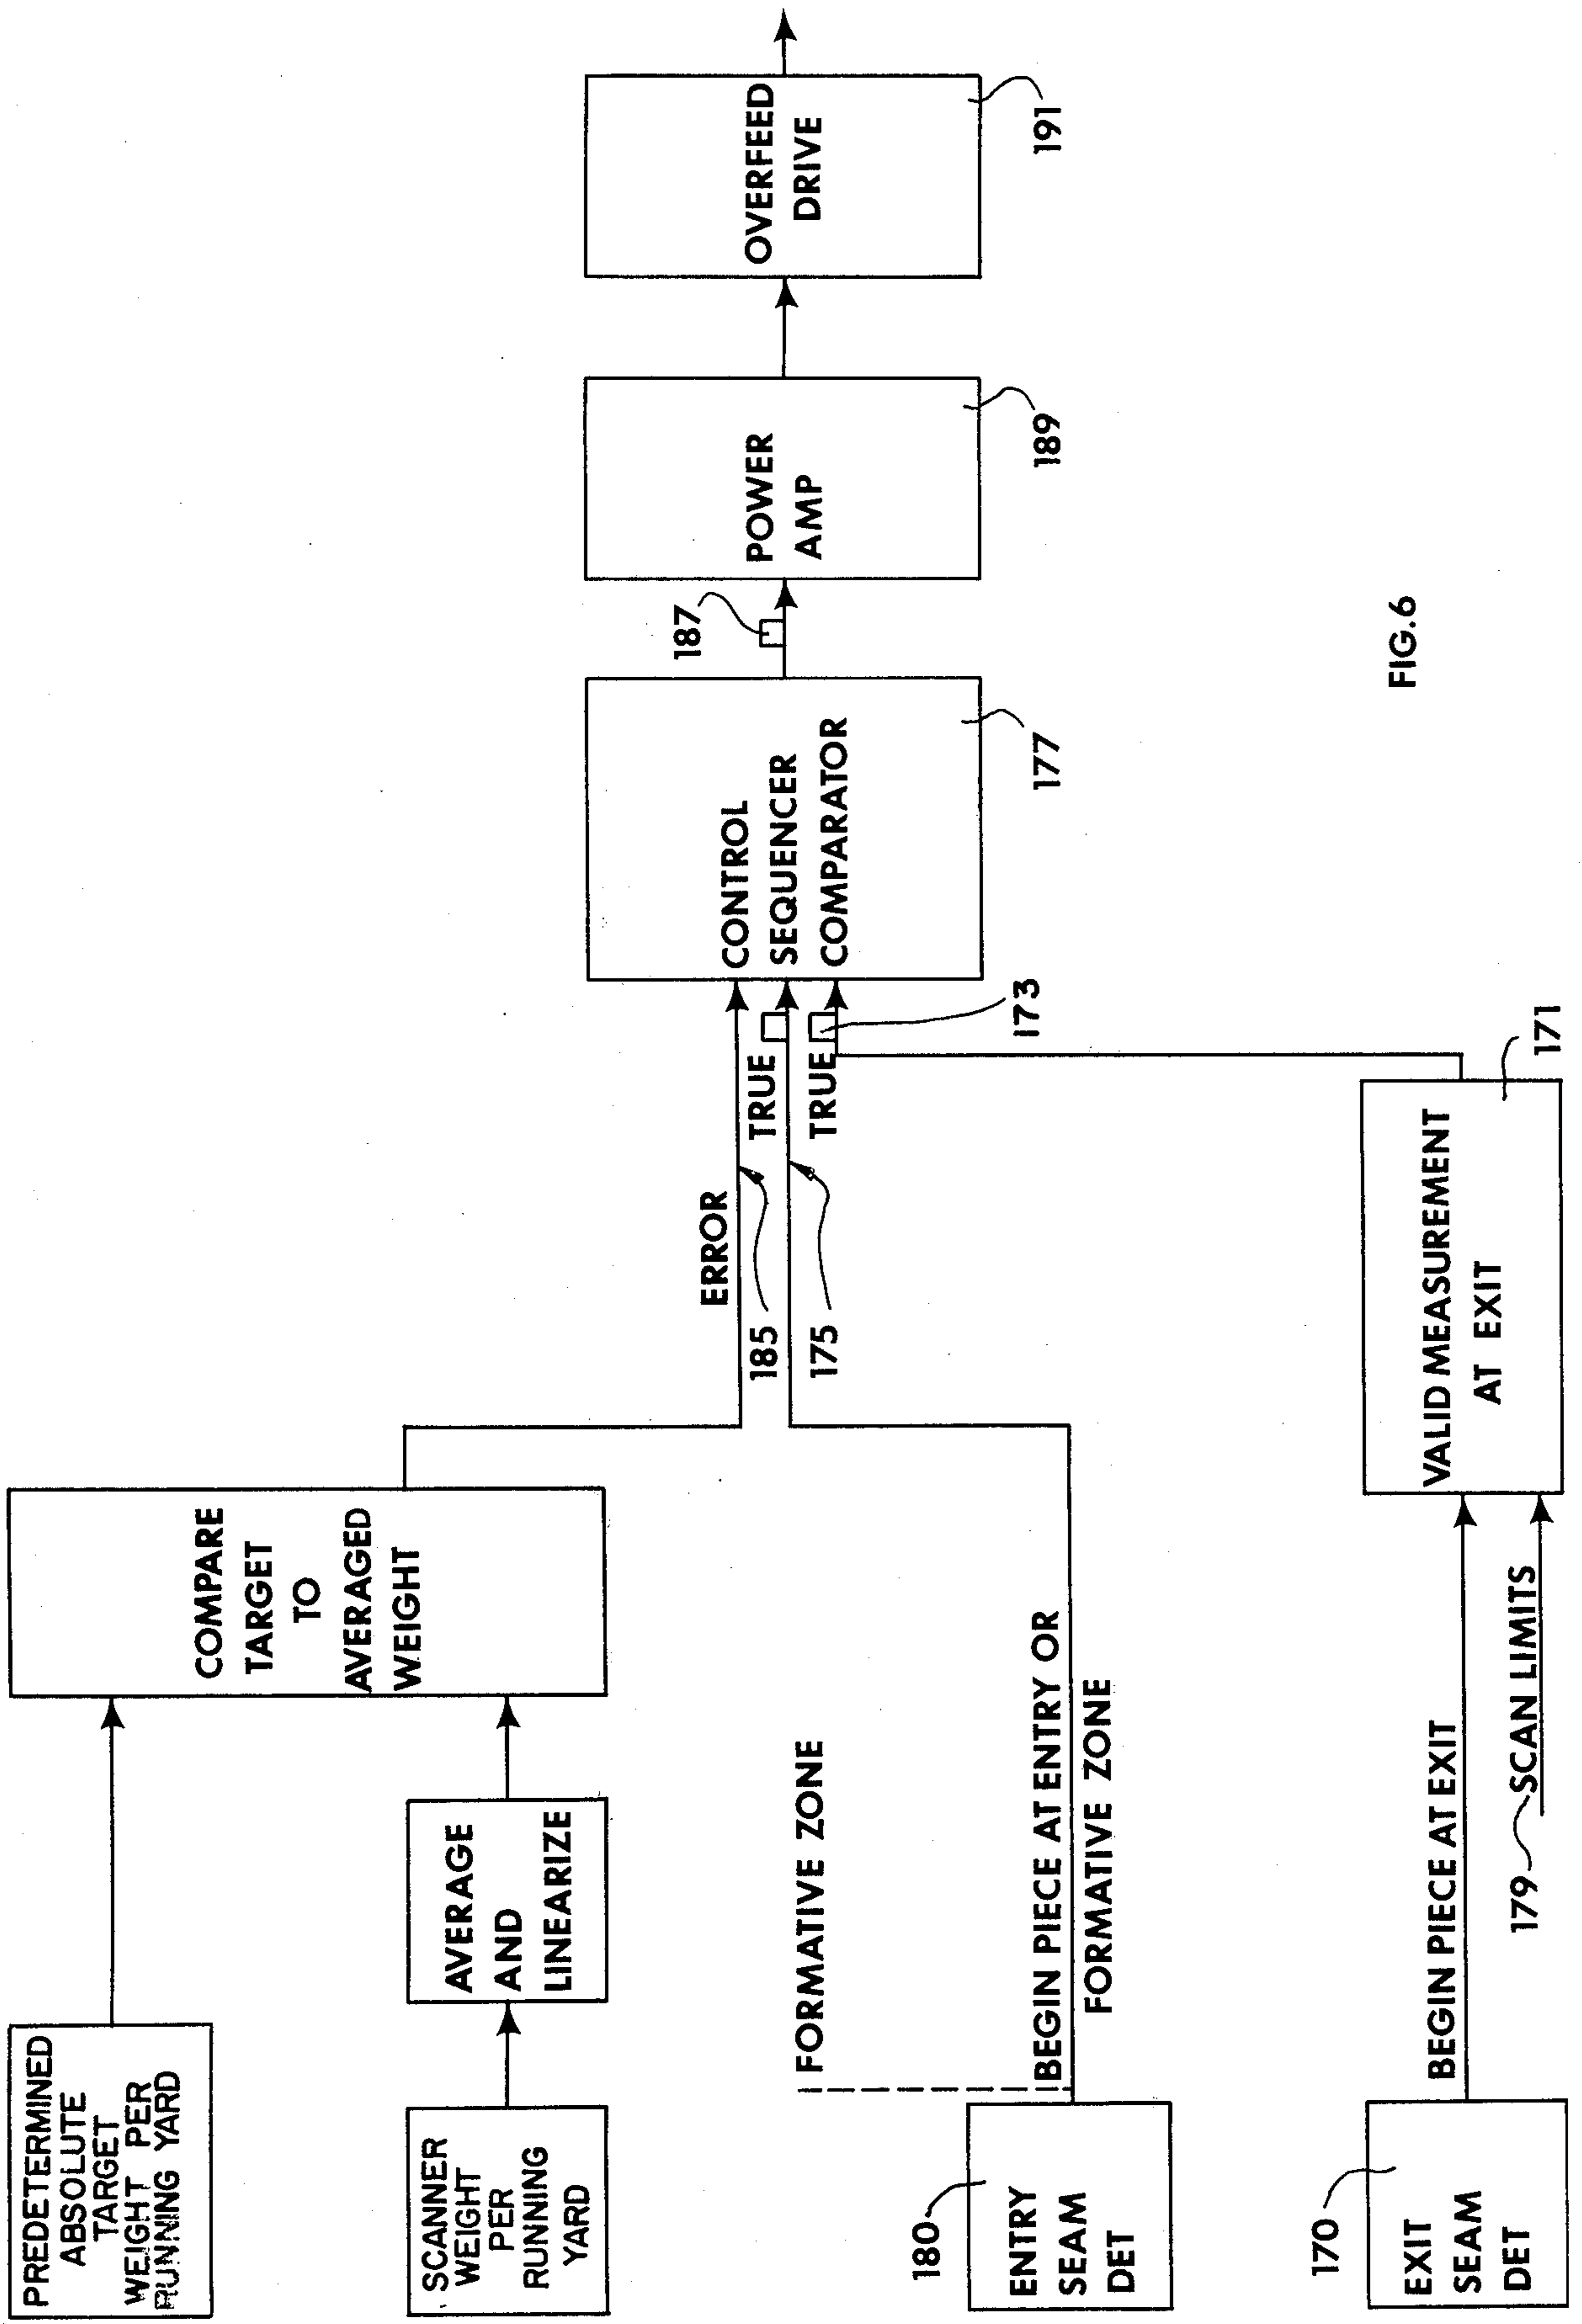 PREDETERMINED
ABSOLUTE
TARGET
WEIGHT PER
RUNNING YARD
SCANNER
WEIGHT
PER
RUNNING
YARD
AVERAGE
AND
LINEARIZE
COMPARE
TARGET
TO
AVERAGED
WEIGHT
FORMATIVE ZONE
180
ENTRY
SEAM
DET
BEGIN PIECE AT ENTRY OR
FORMATIVE ZONE
170
EXIT
SEAM
DET
BEGIN PIECE AT EXIT
179 SCAN LIMITS
VALID MEASUREMENT
AT EXIT
171
ERROR
185
TRUE
175
TRUE
173
CONTROL
SEQUENCER
COMPARATOR
177
187
POWER
AMP
189
OVERFEED
DRIVE
191
FIG.6